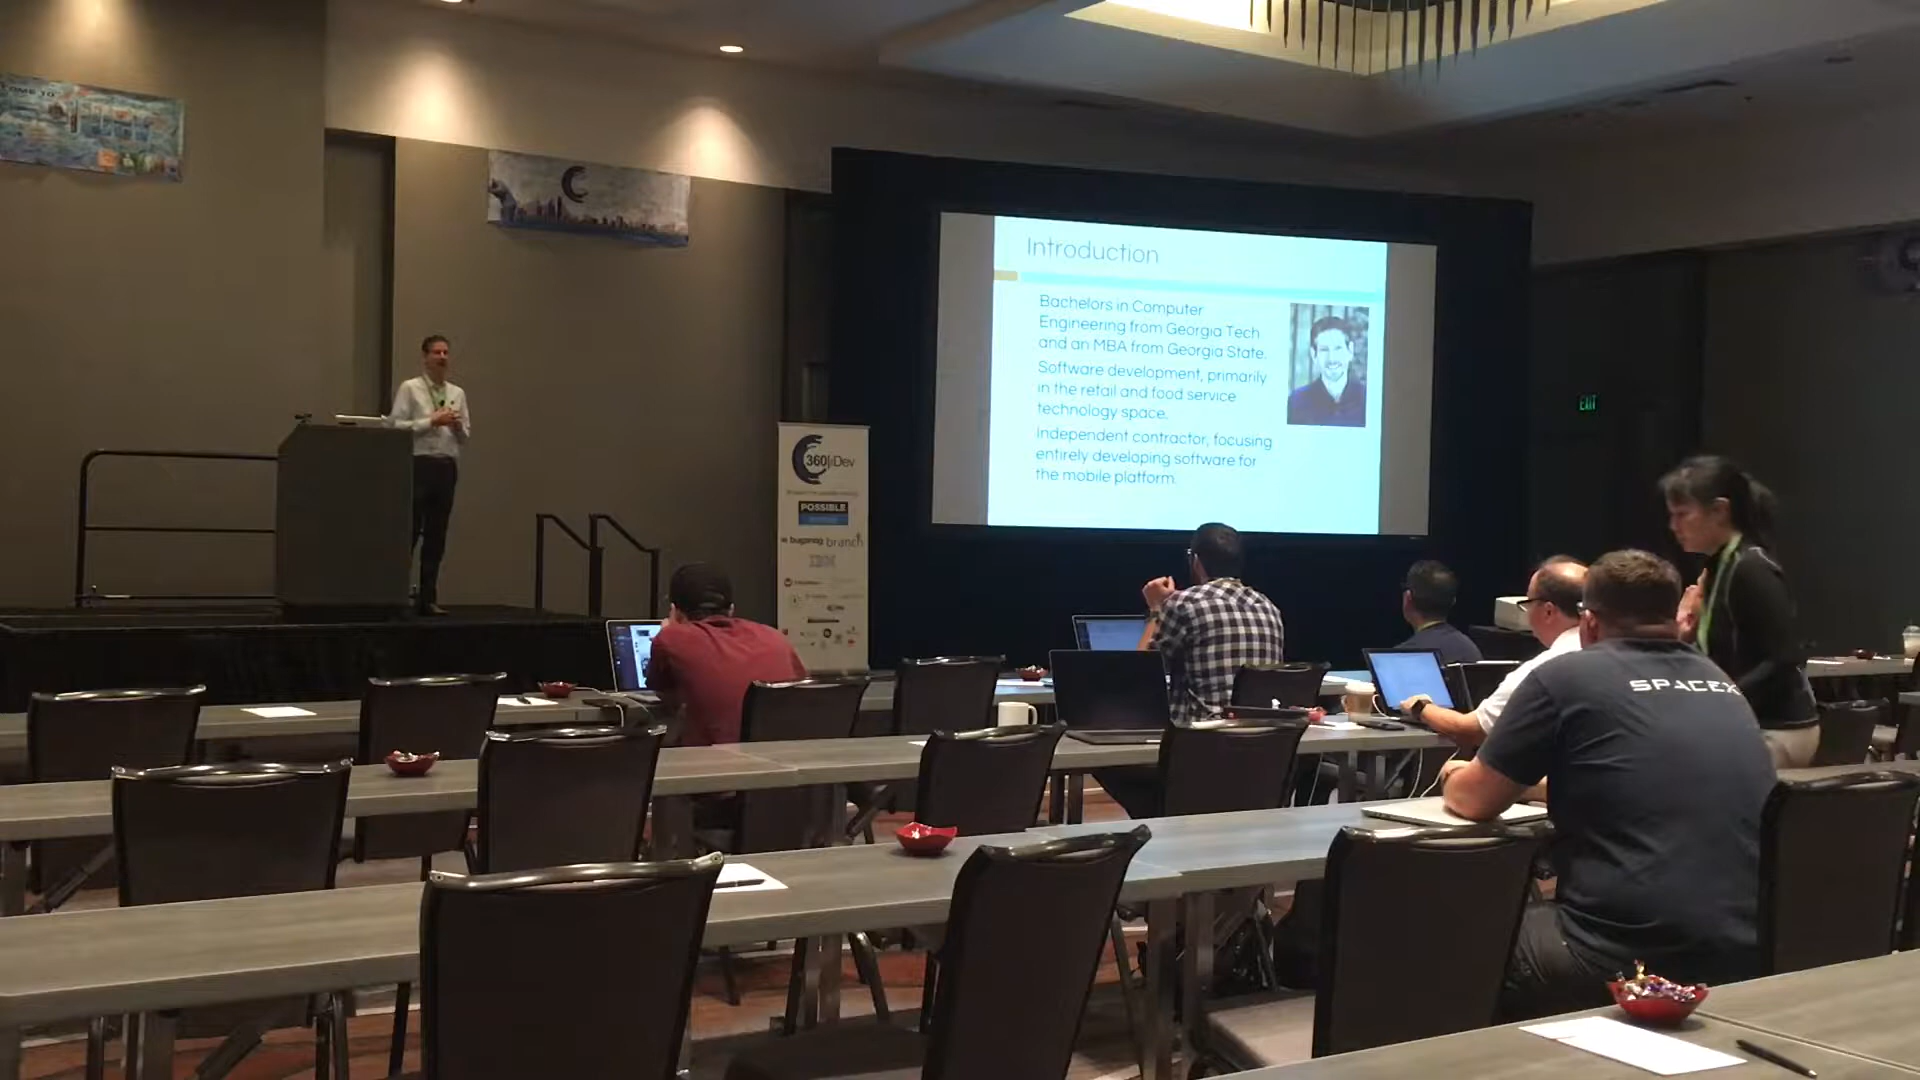 Introduction
Bachelors in Computer
Engineering from Georgia Tech
and an MBA from Georgia State.
Software development, primarily
in the retail and food service
technology space.
Independent contractor, focusing
entirely developing software for
the mobile platform.
360|iDev
POSSIBLE
branch
IBM
EXIT
SPACEX